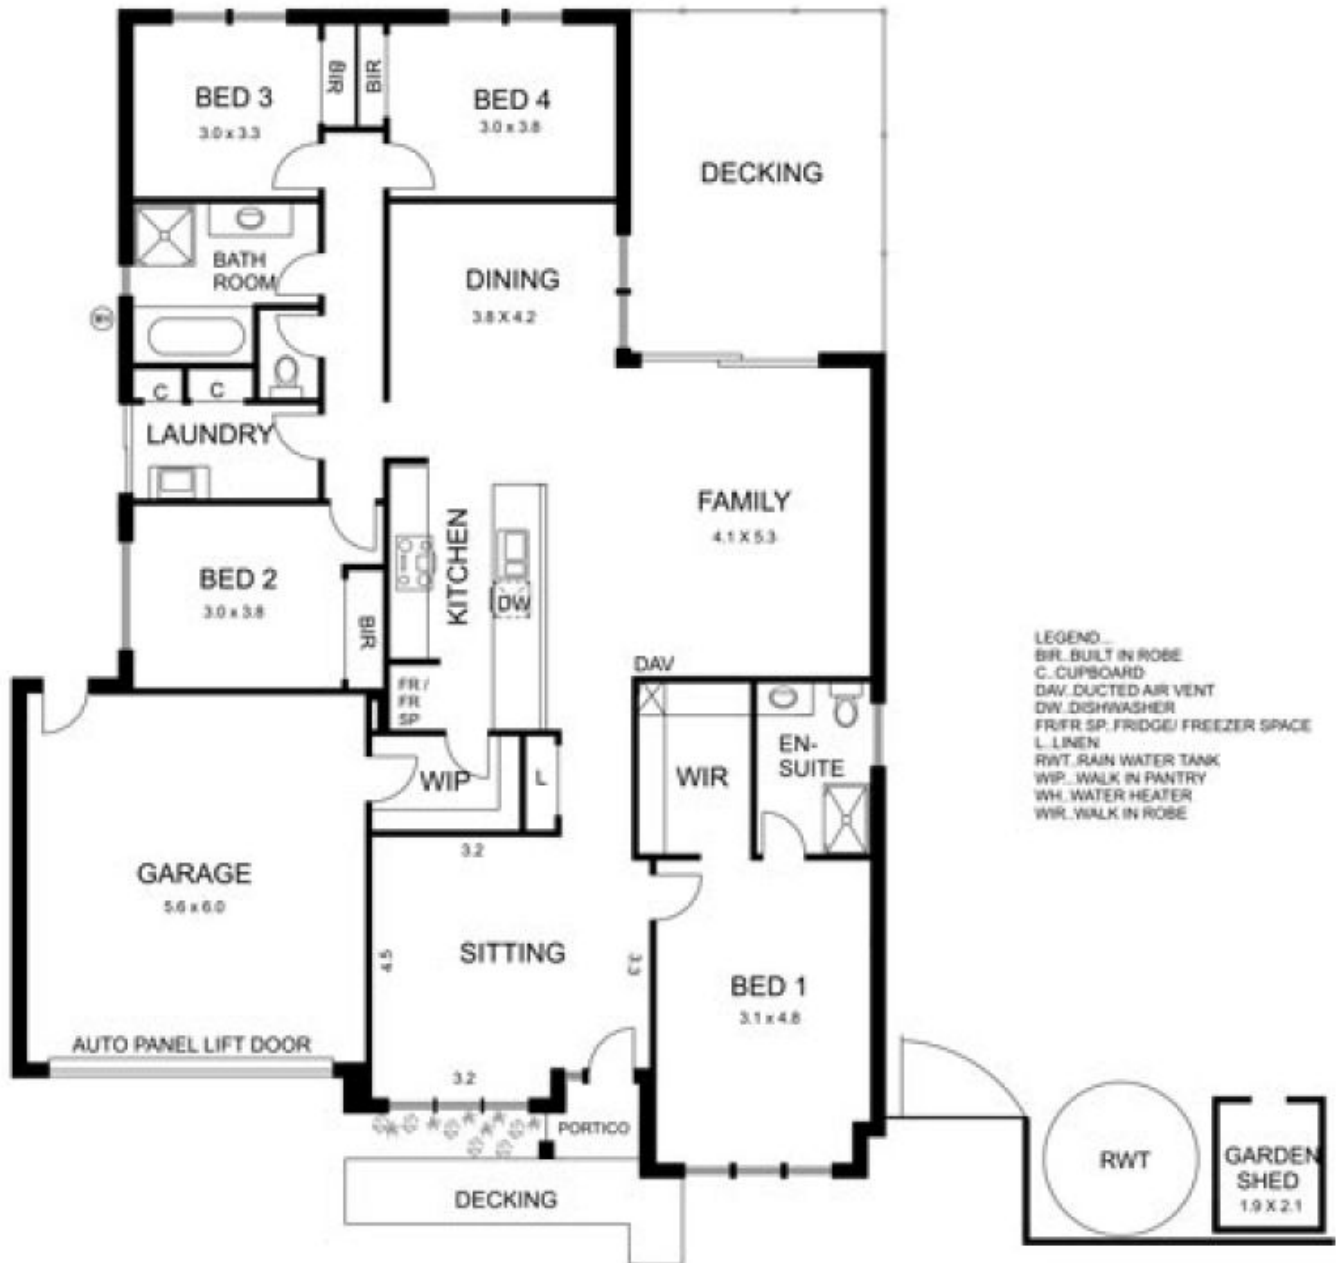 BED 3
3.0 x 3.3
BIR
BIR
BED 4
3.0 x 3.8
DECKING
BATH
ROOM
DINING
3.8 X 4.2
C
C
LAUNDRY
KITCHEN
FAMILY
4.1 X 5.3
BED 2
3.0 x 3.8
BIR
DW
FR /
FR
SP
DAV
WIP
L
WIR
EN-
SUITE
LEGEND...
BIR..BUILT IN ROBE
C..CUPBOARD
DAV..DUCTED AIR VENT
DW..DISHWASHER
FR/FR SP..FRIDGE/ FREEZER SPACE
L..LINEN
RWT..RAIN WATER TANK
WIP...WALK IN PANTRY
WH..WATER HEATER
WIR..WALK IN ROBE
GARAGE
5.6 x 6.0
AUTO PANEL LIFT DOOR
3.2
4.5
SITTING
3.3
3.2
BED 1
3.1 x 4.8
PORTICO
DECKING
RWT
GARDEN
SHED
1.9 X 2.1